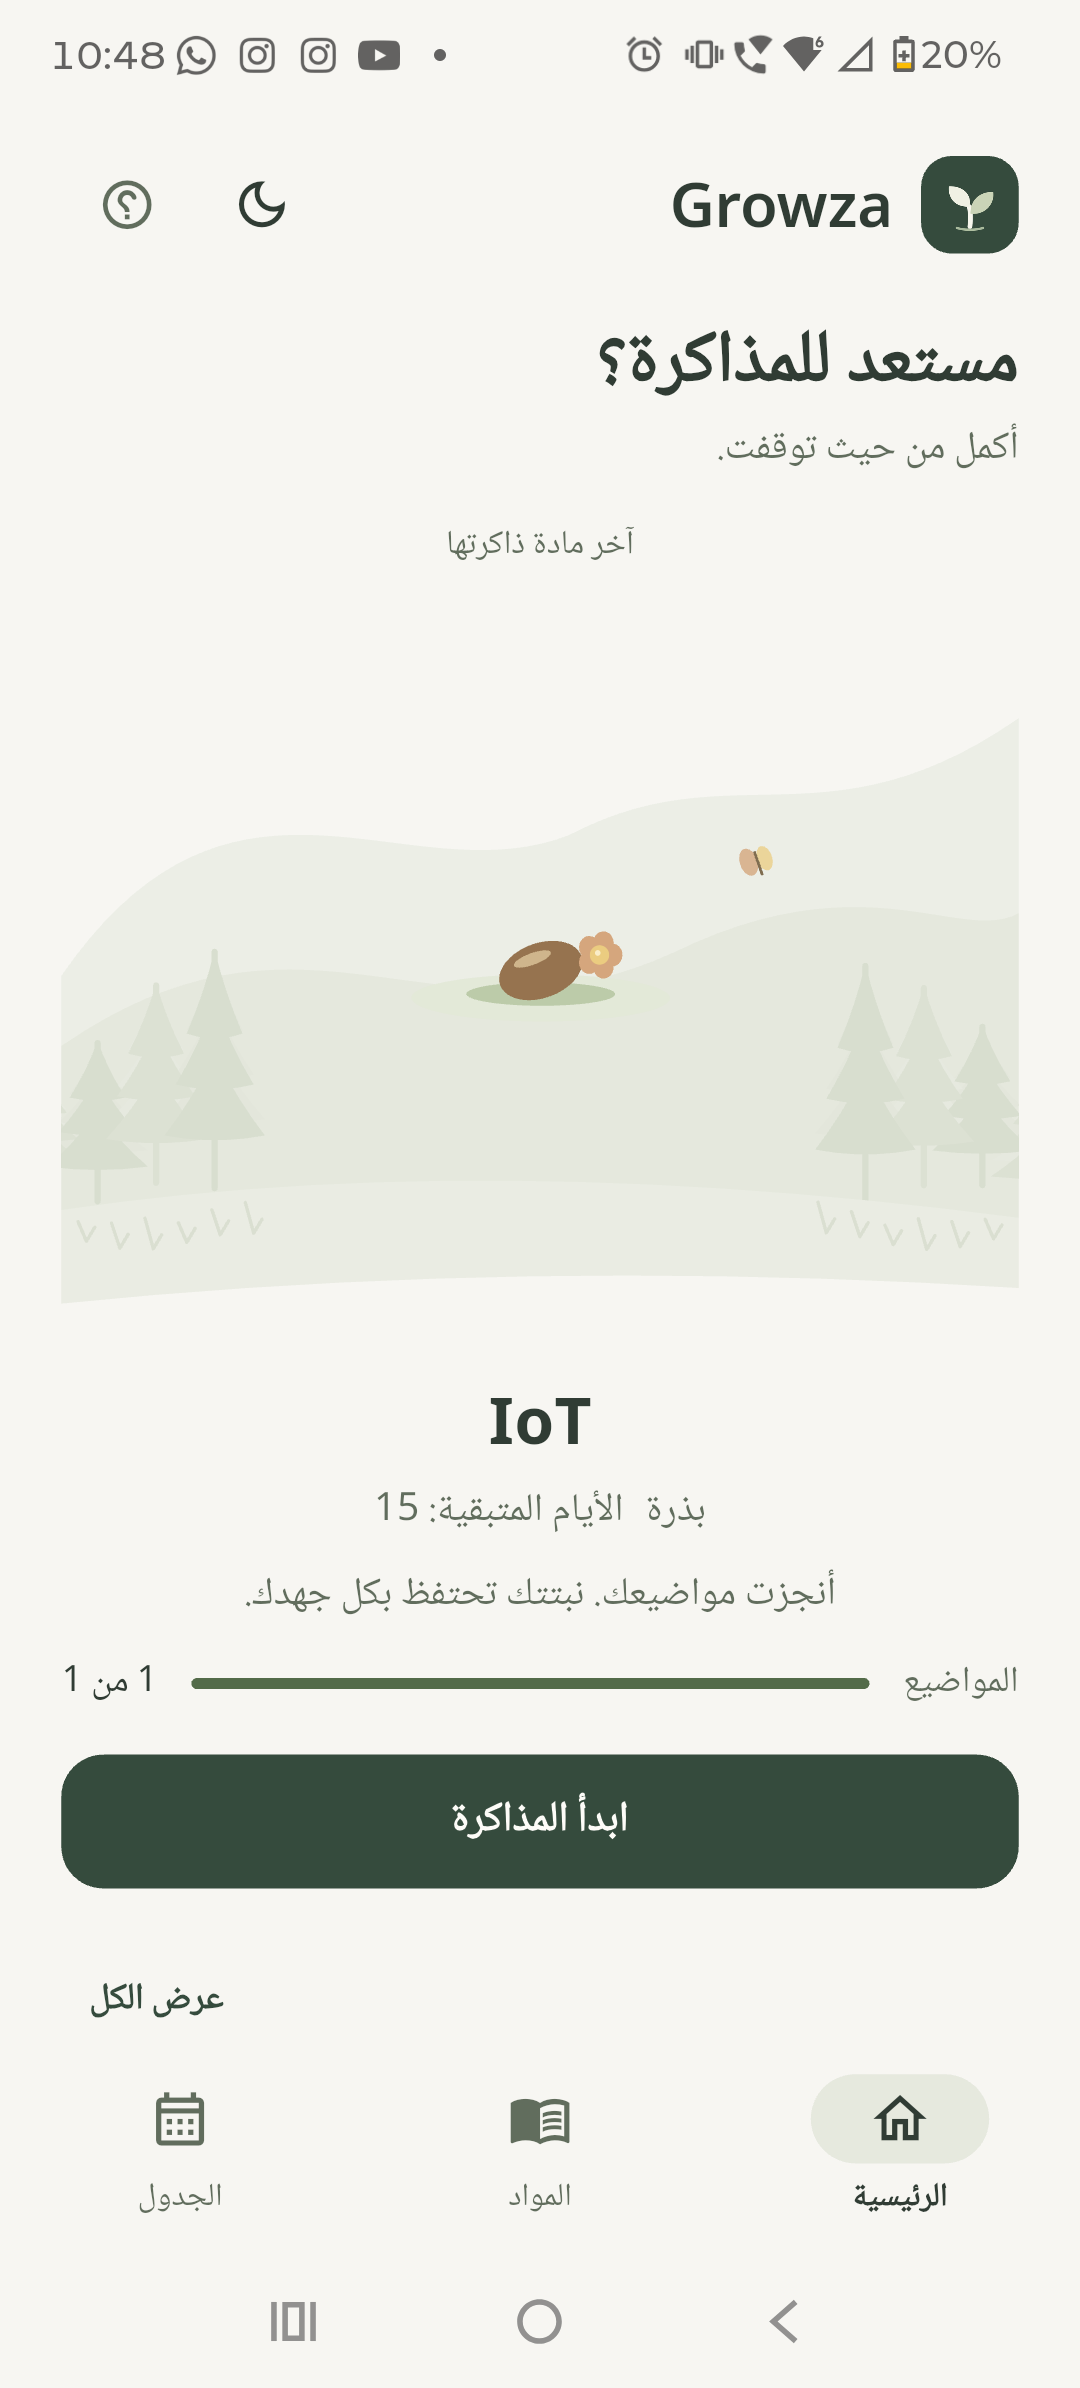 10:48 20%
Growza
مستعد للمذاكرة؟
أكمل من حيث توقفت.
آخر مادة ذاكرتها
IoT
بذرة الأيام المتبقية: 15
أنجزت مواضيعك. نبتتك تحتفظ بكل جهدك.
المواضيع 1 من 1
ابدأ المذاكرة
عرض الكل
الرئيسية المواد الجدول